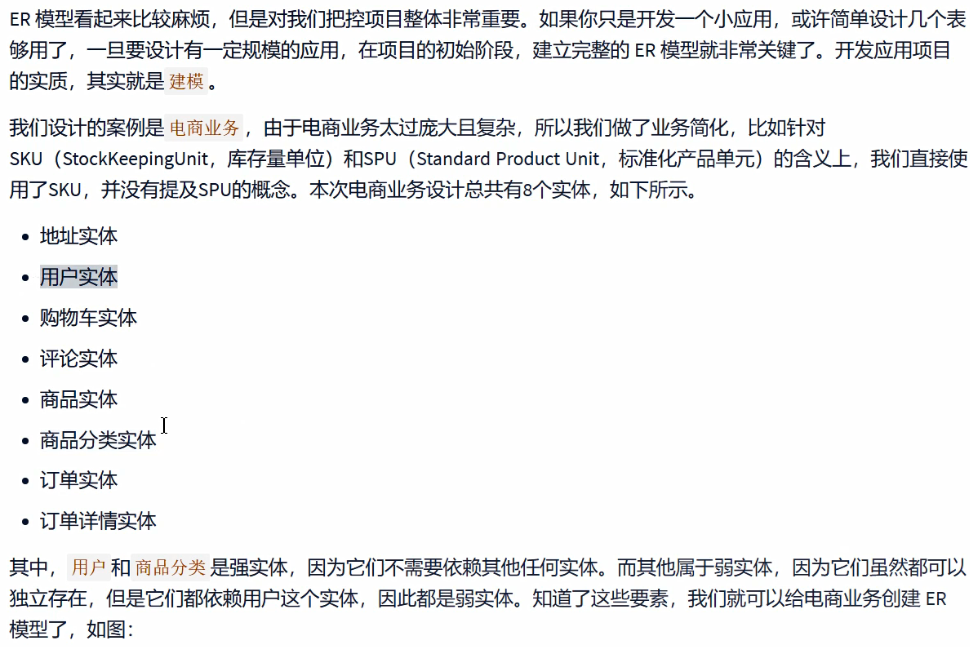 ER 模型看起来比较麻烦，但是对我们把控项目整体非常重要。如果你只是开发一个小应用，或许简单设计几个表
够用了，一旦要设计有一定规模的应用，在项目的初始阶段，建立完整的 ER 模型就非常关键了。开发应用项目
的实质，其实就是 建模 。
我们设计的案例是 电商业务 ，由于电商业务太过庞大且复杂，所以我们做了业务简化，比如针对
SKU（StockKeepingUnit，库存量单位）和SPU（Standard Product Unit，标准化产品单元）的含义上，我们直接使
用了SKU，并没有提及SPU的概念。本次电商业务设计总共有8个实体，如下所示。
• 地址实体
• 用户实体
• 购物车实体
• 评论实体
• 商品实体
• 商品分类实体
• 订单实体
• 订单详情实体
其中， 用户 和 商品分类 是强实体，因为它们不需要依赖其他任何实体。而其他属于弱实体，因为它们虽然都可以
独立存在，但是它们都依赖用户这个实体，因此都是弱实体。知道了这些要素，我们就可以给电商业务创建 ER
模型了，如图：